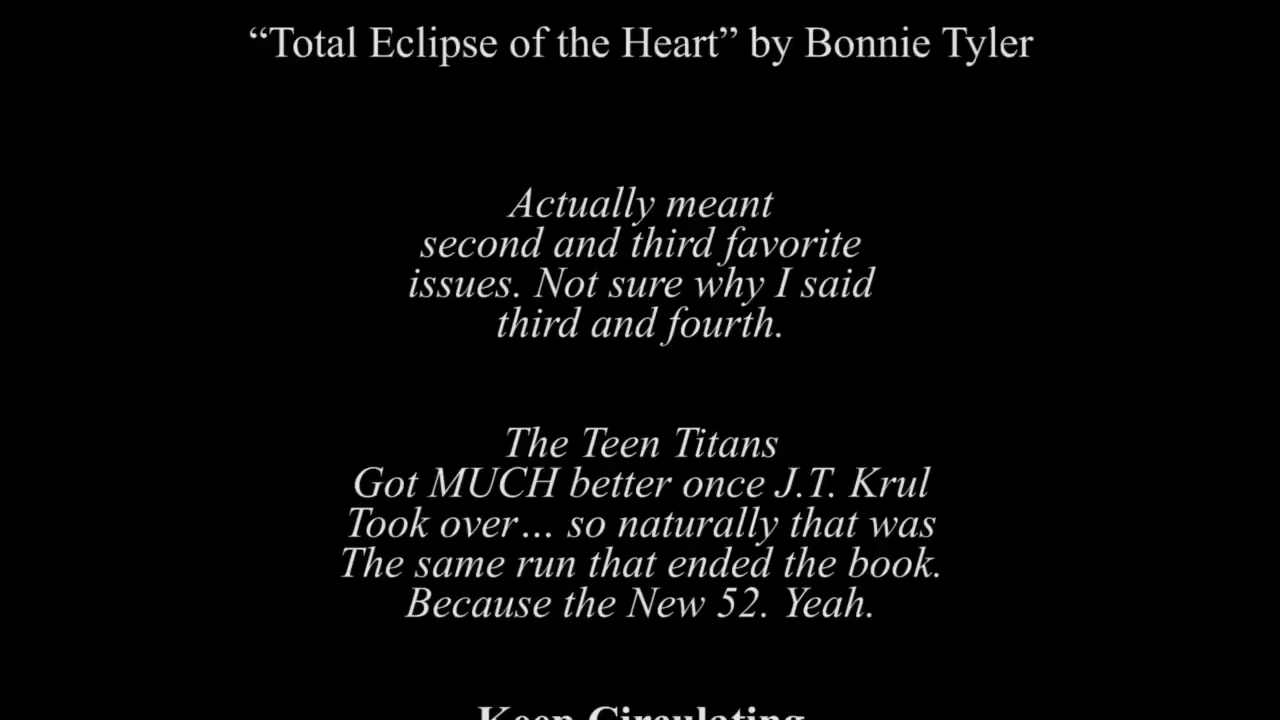 “Total Eclipse of the Heart” by Bonnie Tyler
Actually meant
second and third favorite
issues. Not sure why I said
third and fourth.
The Teen Titans
Got MUCH better once J.T. Krul
Took over… so naturally that was
The same run that ended the book.
Because the New 52. Yeah.
Keep Circulating